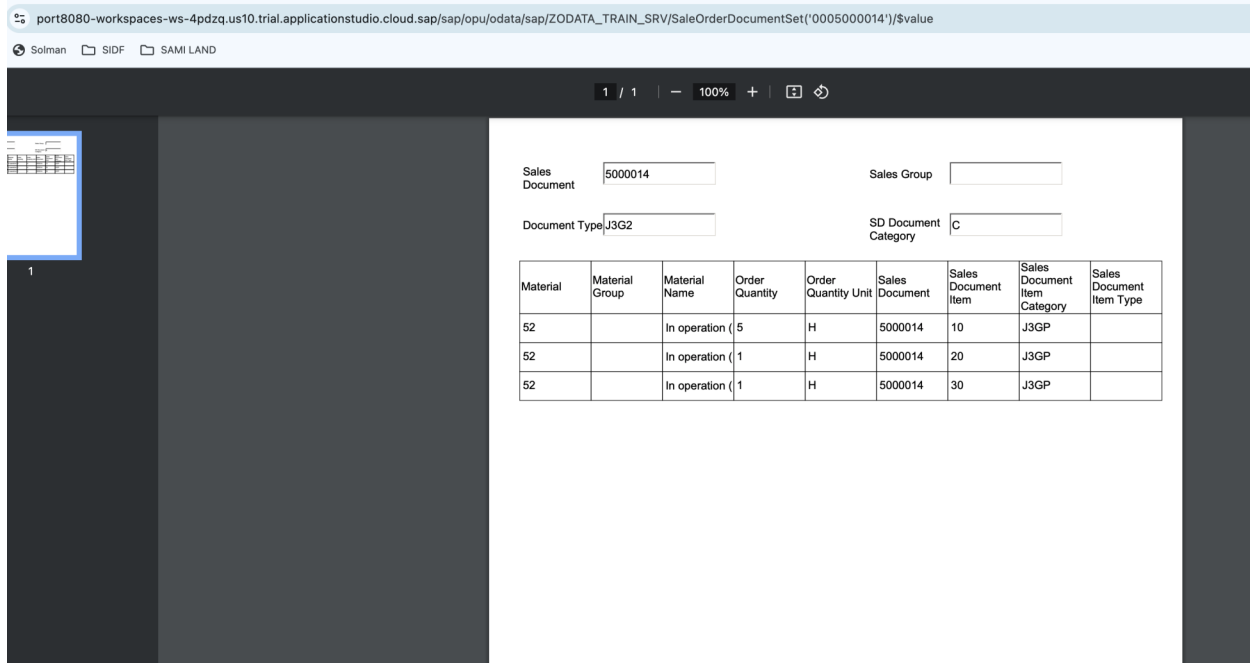 port8080-workspaces-ws-4pdzq.us10.trial.applicationstudio.cloud.sap/sap/opu/odata/sap/ZODATA_TRAIN_SRV/SaleOrderDocumentSet('0005000014')/$value
Solman SIDF SAMI LAND
1 / 1 — 100% +
1
Sales
Document
5000014
Sales Group
Document Type J3G2
SD Document
Category
C
Material
Material
Group
Material
Name
Order
Quantity
Order
Quantity Unit
Sales
Document
Sales
Document
Item
Sales
Document
Item
Category
Sales
Document
Item Type
52 In operation ( 5 H 5000014 10 J3GP
52 In operation ( 1 H 5000014 20 J3GP
52 In operation ( 1 H 5000014 30 J3GP